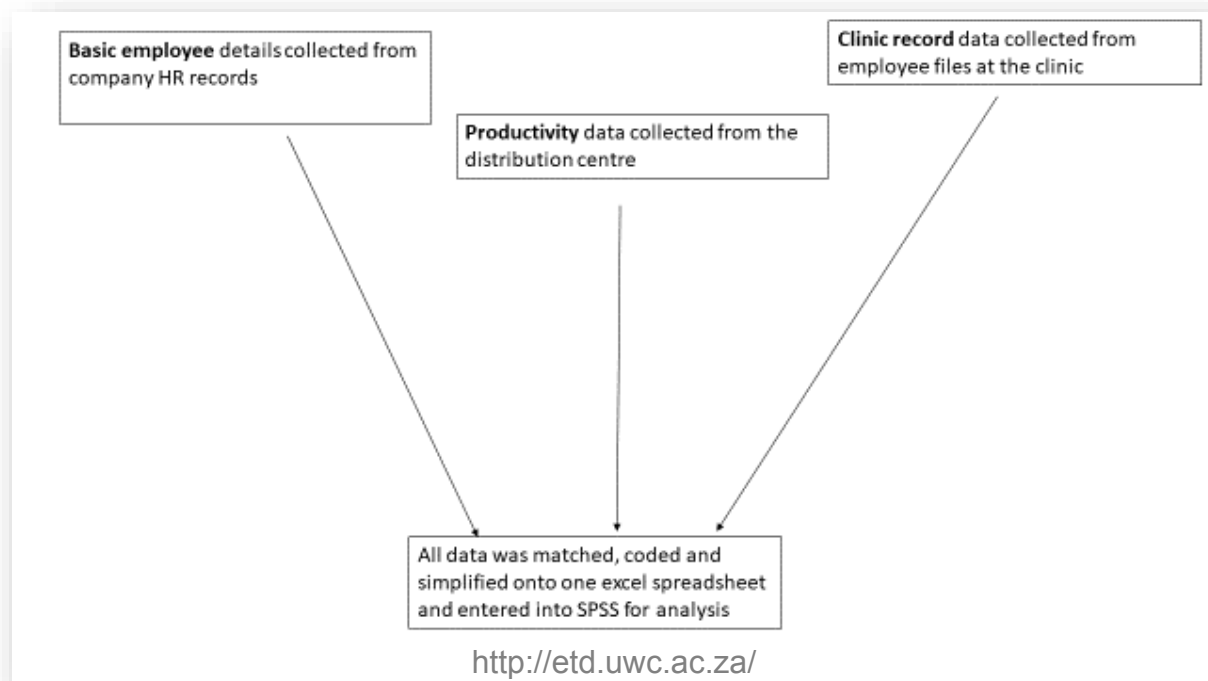 Basic employee details collected from
company HR records
Productivity data collected from the
distribution centre
Clinic record data collected from
employee files at the clinic
All data was matched, coded and
simplified onto one excel spreadsheet
and entered into SPSS for analysis
http://etd.uwc.ac.za/